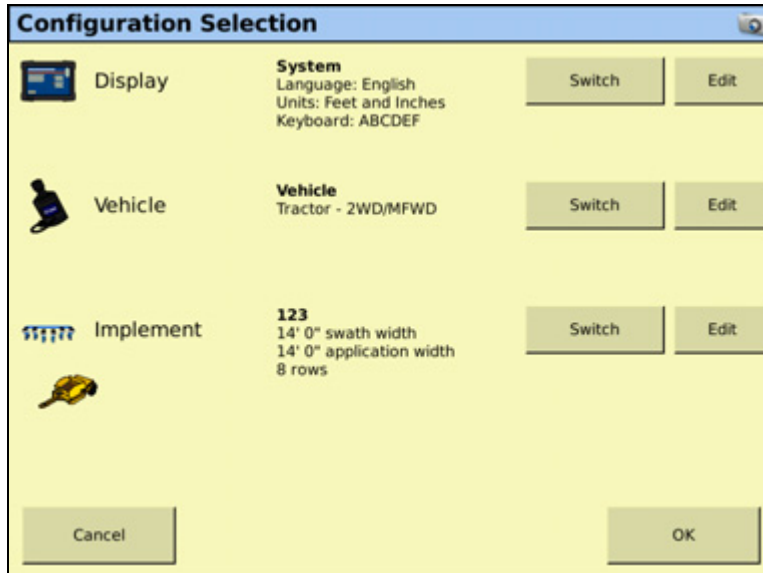 Configuration Selection
Display
System
Language: English
Units: Feet and Inches
Keyboard: ABCDEF
Switch
Edit
Vehicle
Vehicle
Tractor - 2WD/MFWD
Switch
Edit
Implement
123
14' 0" swath width
14' 0" application width
8 rows
Switch
Edit
Cancel
OK